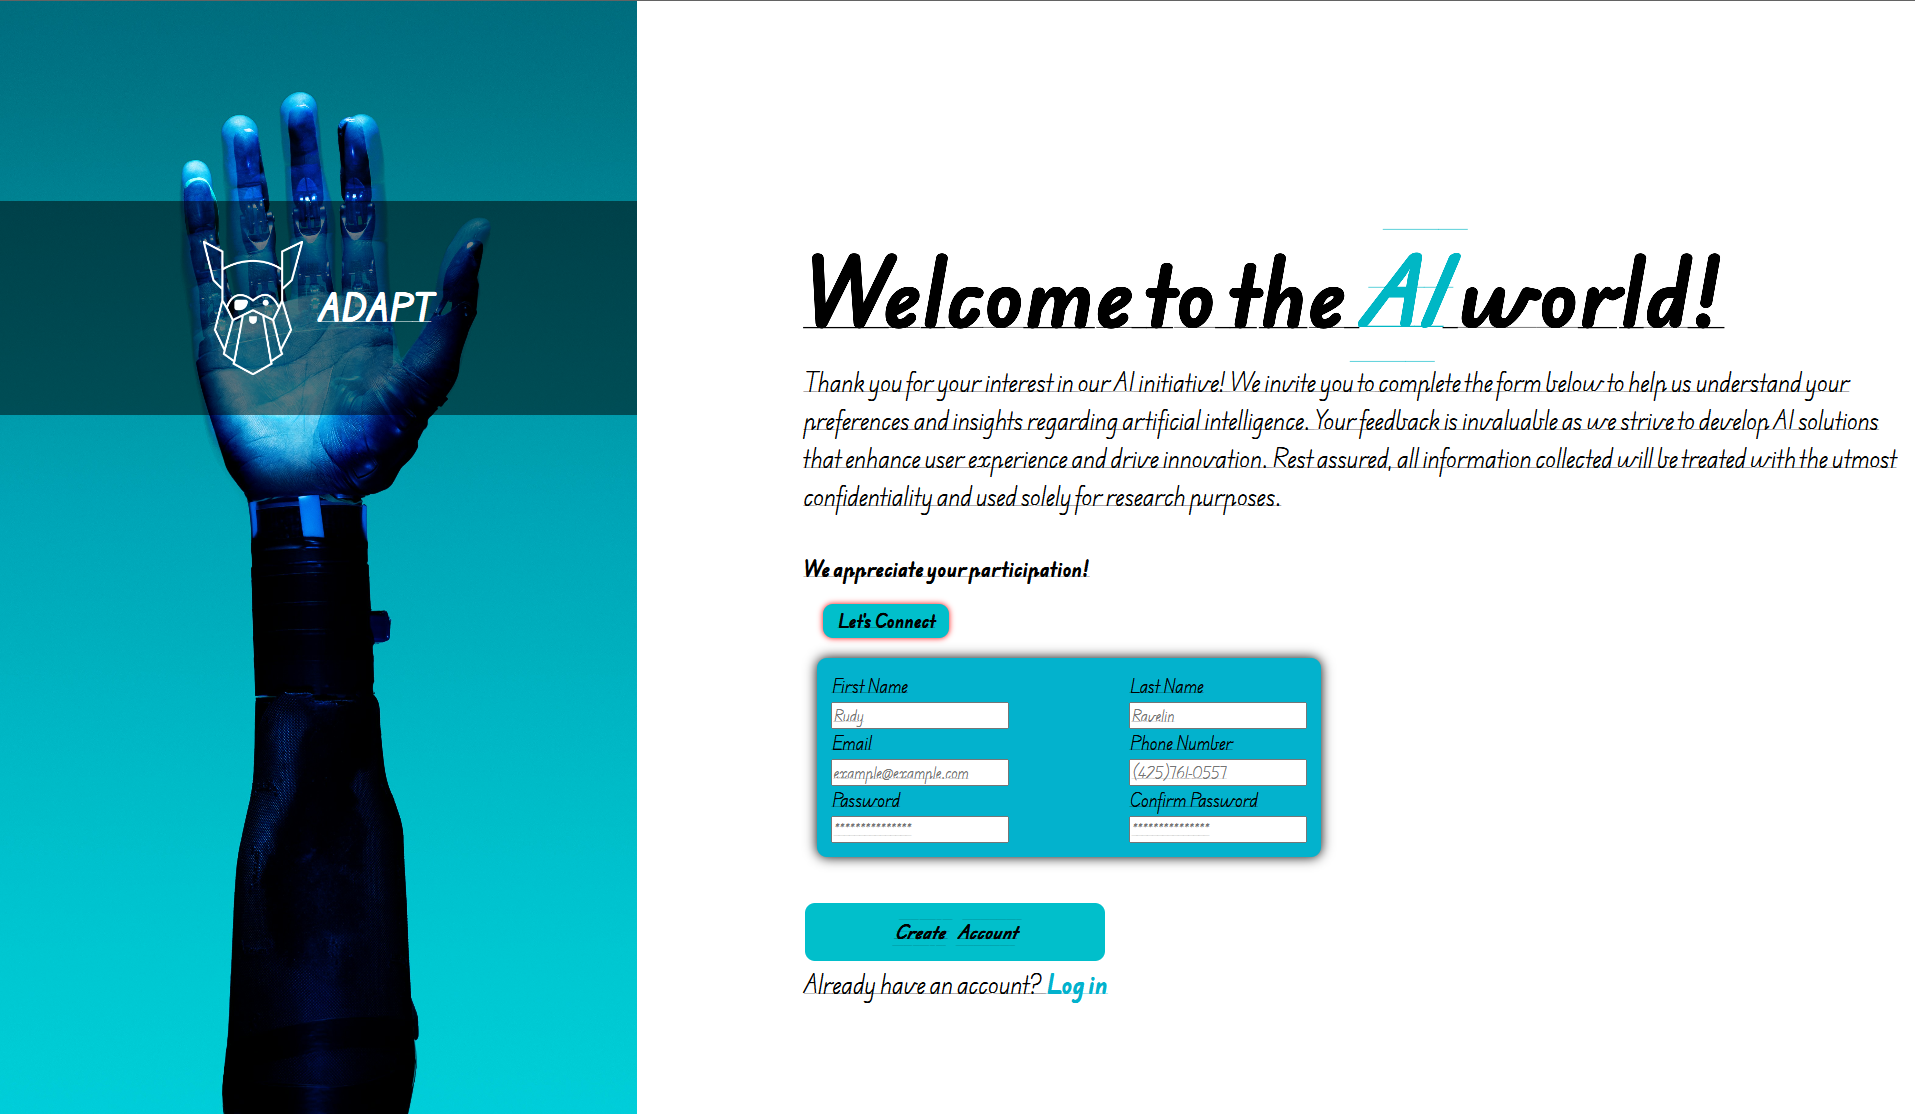 ADAPT
Welcome to the AI world!
Thank you for your interest in our AI initiative! We invite you to complete the form below to help us understand your
preferences and insights regarding artificial intelligence. Your feedback is invaluable as we strive to develop AI solutions
that enhance user experience and drive innovation. Rest assured, all information collected will be treated with the utmost
confidentiality and used solely for research purposes.
We appreciate your participation!
Let's Connect
First Name Last Name
Rudy Ravelin
Email Phone Number
example@example.com (425)761-0557
Password Confirm Password
*************** ***************
Create Account
Already have an account? Log in